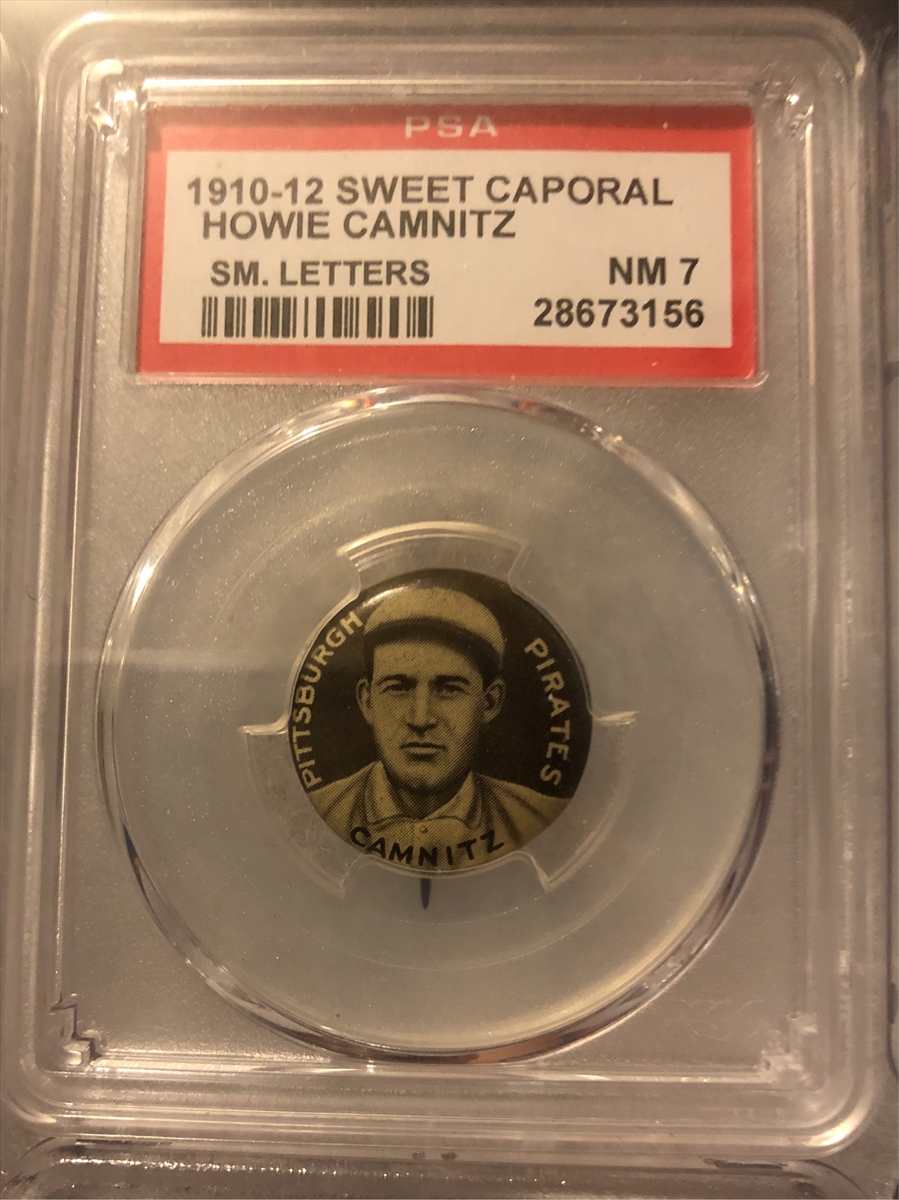 PSA
1910-12 SWEET CAPORAL
HOWIE CAMNITZ
SM. LETTERS NM 7
28673156
PITTSBURGH
PIRATES
CAMNITZ